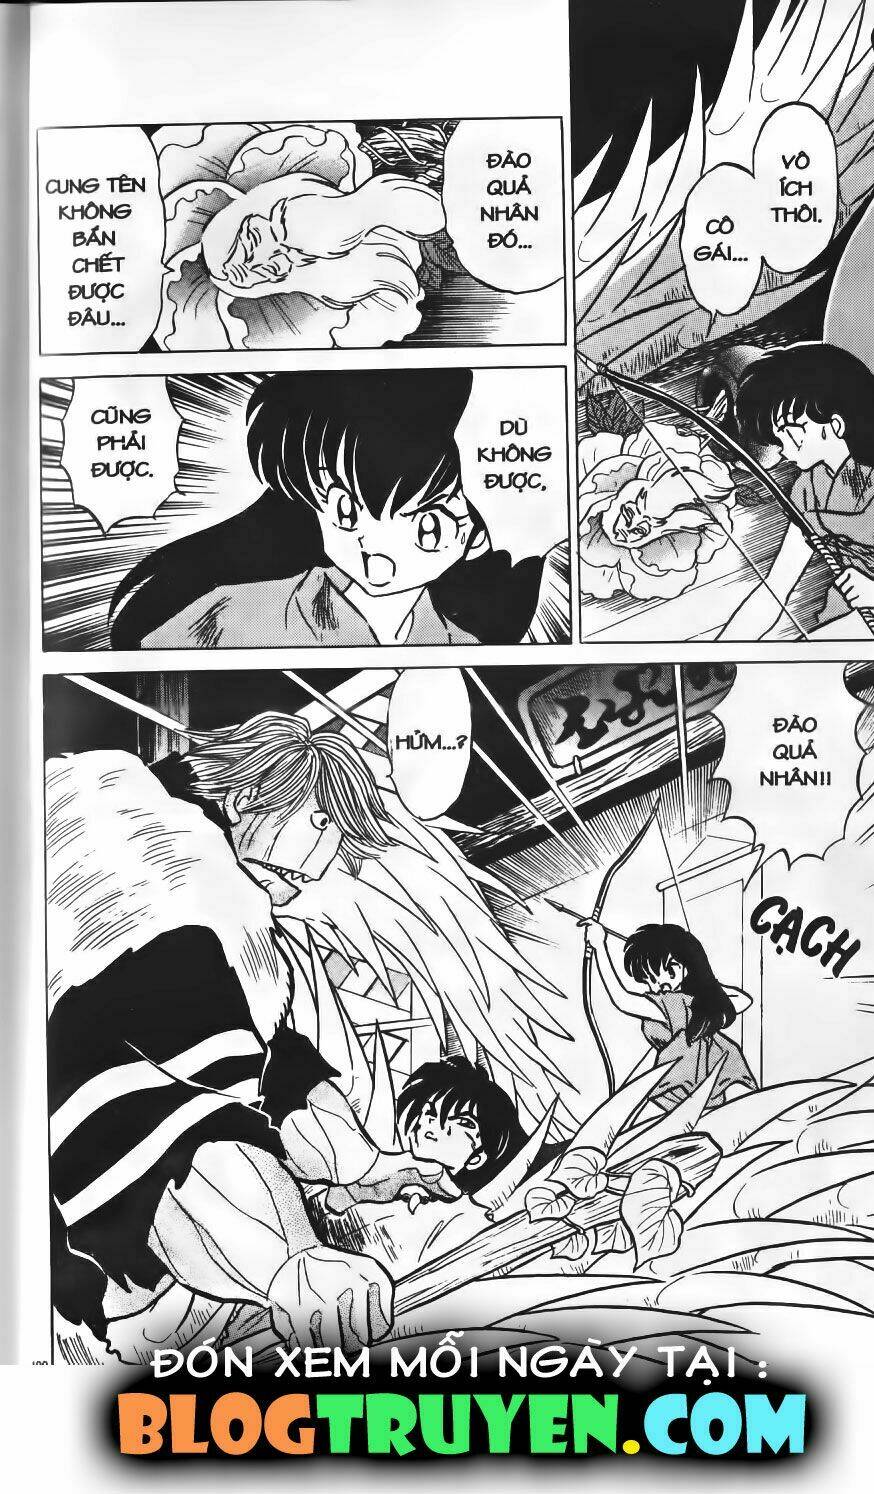 VÔ
ÍCH
THÔI.
CÔ
GÁI...
ĐÀO
QUẢ
NHÂN
ĐÓ...
CUNG TÊN
KHÔNG
BẮN
CHẾT
ĐƯỢC
ĐÂU...
DÙ
KHÔNG
ĐƯỢC,
CŨNG
PHẢI
ĐƯỢC.
ĐÀO
QUẢ
NHÂN!!
CẠCH
HỬM...?
ĐÓN XEM MỖI NGÀY TẠI :
BLOGTRUYEN.COM